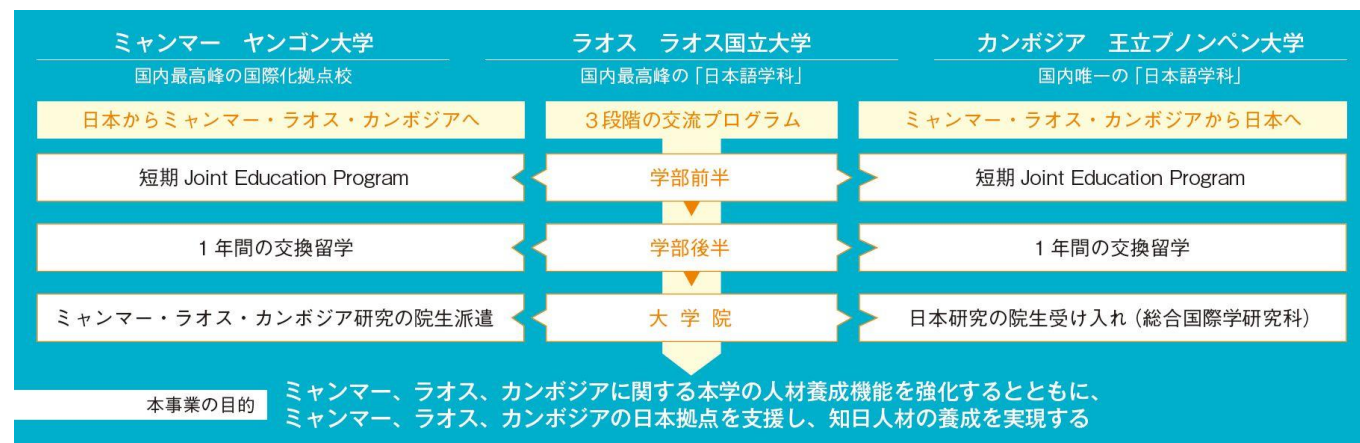 ミャンマー　ヤンゴン大学
国内最高峰の国際化拠点校
ラオス　ラオス国立大学
国内最高峰の「日本語学科」
カンボジア　王立プノンペン大学
国内唯一の「日本語学科」
日本からミャンマー・ラオス・カンボジアへ
3段階の交流プログラム
ミャンマー・ラオス・カンボジアから日本へ
短期 Joint Education Program
学部前半
短期 Joint Education Program
1年間の交換留学
学部後半
1年間の交換留学
ミャンマー・ラオス・カンボジア研究の院生派遣
大学院
日本研究の院生受け入れ（総合国際学研究科）
本事業の目的
ミャンマー、ラオス、カンボジアに関する本学の人材養成機能を強化するとともに、
ミャンマー、ラオス、カンボジアの日本拠点を支援し、知日人材の養成を実現する